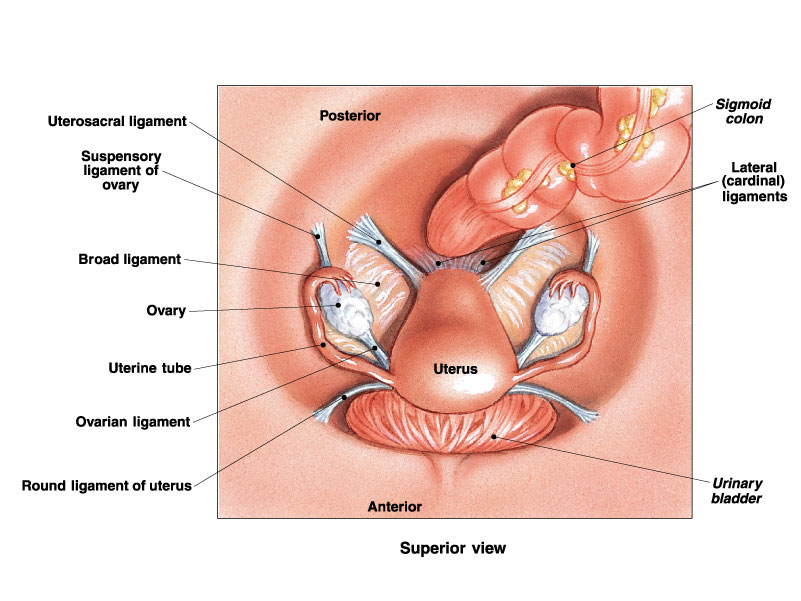 Posterior
Uterosacral ligament
Suspensory
ligament of
ovary
Broad ligament
Ovary
Uterine tube
Ovarian ligament
Round ligament of uterus
Uterus
Anterior
Sigmoid
colon
Lateral
(cardinal)
ligaments
Urinary
bladder
Superior view